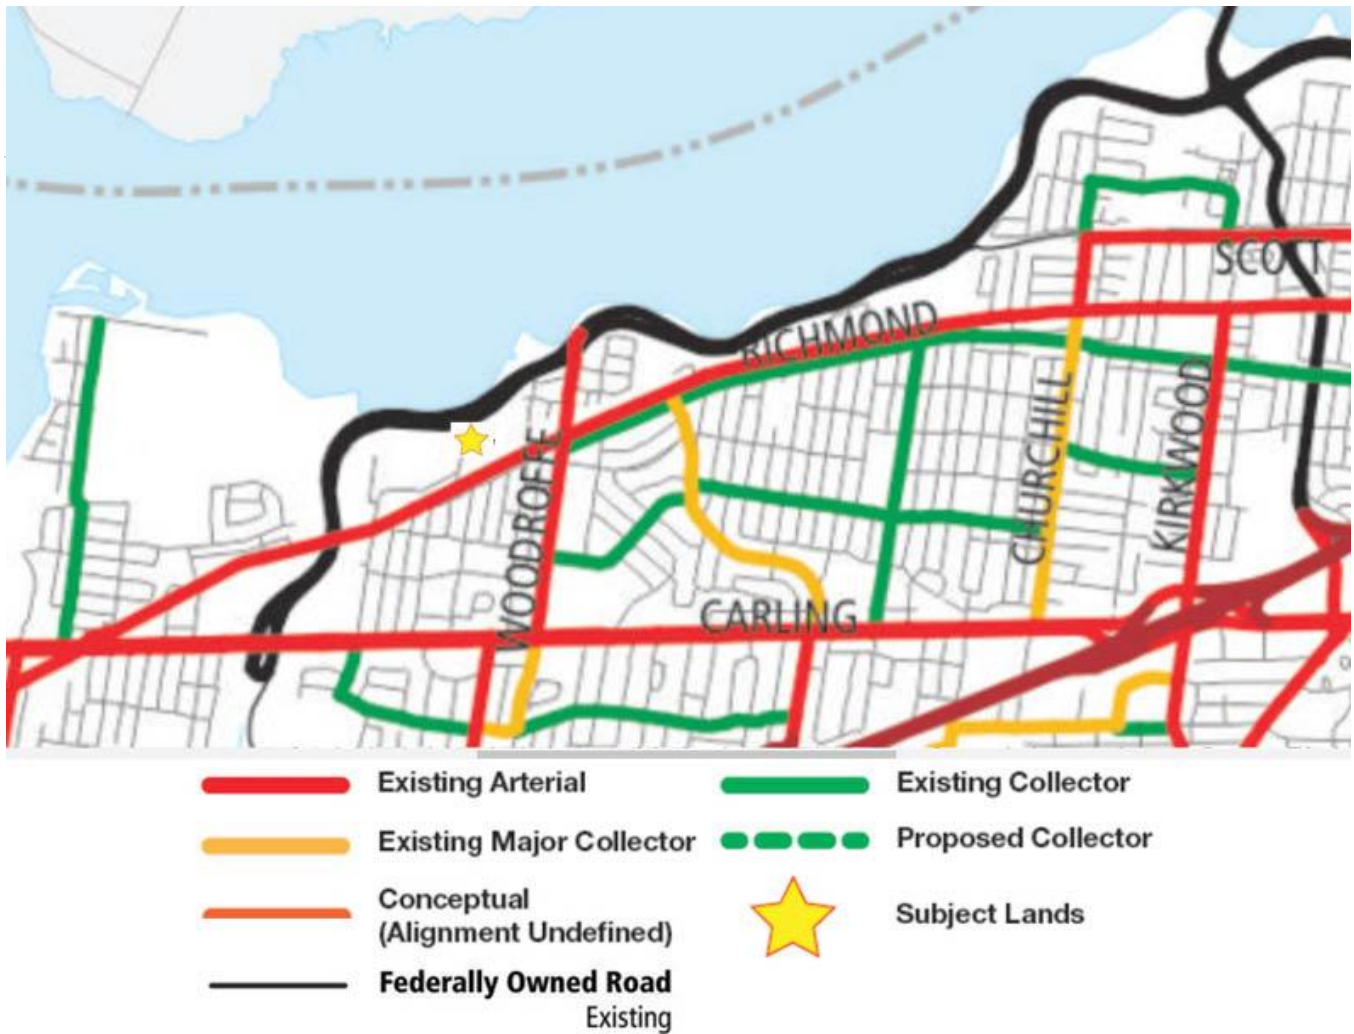 SCOTT
RICHMOND
CHURCHILL
KIRKWOOD
WOODROFFE
CARLING
Existing Arterial
Existing Collector
Existing Major Collector
Proposed Collector
Conceptual
(Alignment Undefined)
Subject Lands
Federally Owned Road
Existing